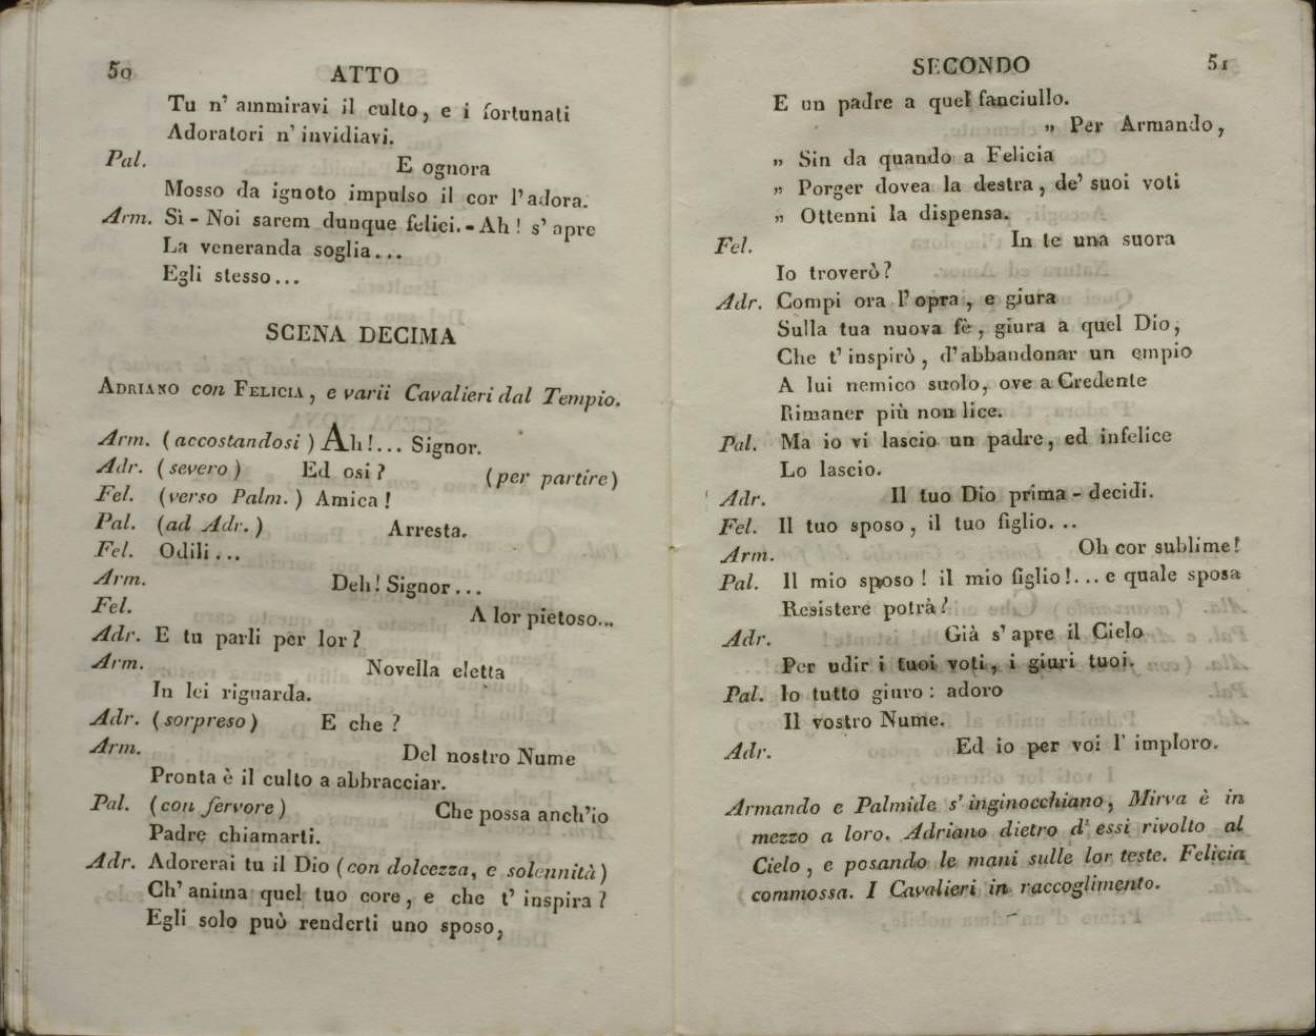 50
ATTO
Tu n' ammiravi il culto, e i fortunati
Adoratori n' invidiavi.
Pal. E ognora
Mosso da ignoto impulso il cor l'adora.
Arm. Sì - Noi sarem dunque felici. - Ah! s' apre
La veneranda soglia...
Egli stesso...
SCENA DECIMA
ADRIANO con FELICIA, e varii Cavalieri dal Tempio.
Arm. (accostandosi) Ah!... Signor.
Adr. (severo) Ed osi? (per partire)
Fel. (verso Palm.) Amica!
Pal. (ad Adr.) Arresta.
Fel. Odili...
Arm. Deh! Signor...
Fel. A lor pietoso...
Adr. E tu parli per lor?
Arm. Novella eletta
In lei riguarda.
Adr. (sorpreso) E che?
Arm. Del nostro Nume
Pronta è il culto a abbracciar.
Pal. (con fervore) Che possa anch'io
Padre chiamarti.
Adr. Adorerai tu il Dio (con dolcezza, e solennità)
Ch' anima quel tuo core, e che t' inspira?
Egli solo può renderti uno sposo,
SECONDO
51
E un padre a quel fanciullo.
„ Per Armando,
„ Sin da quando a Felicia
„ Porger dovea la destra, de' suoi voti
„ Ottenni la dispensa.
Fel. In te una suora
Io troverò?
Adr. Compi ora l' opra, e giura
Sulla tua nuova fè, giura a quel Dio,
Che t' inspirò, d'abbandonar un empio
A lui nemico suolo, ove a Credente
Rimaner più non lice.
Pal. Ma io vi lascio un padre, ed infelice
Lo lascio.
Adr. Il tuo Dio prima - decidi.
Fel. Il tuo sposo, il tuo figlio...
Arm. Oh cor sublime!
Pal. Il mio sposo! il mio figlio!... e quale sposa
Resistere potrà?
Adr. Già s' apre il Cielo
Per udir i tuoi voti, i giuri tuoi.
Pal. Io tutto giuro: adoro
Il vostro Nume.
Adr. Ed io per voi l' imploro.
Armando e Palmide s' inginocchiano, Mirva è in
mezzo a loro. Adriano dietro d' essi rivolto al
Cielo, e posando le mani sulle lor teste. Felicia
commossa. I Cavalieri in raccoglimento.